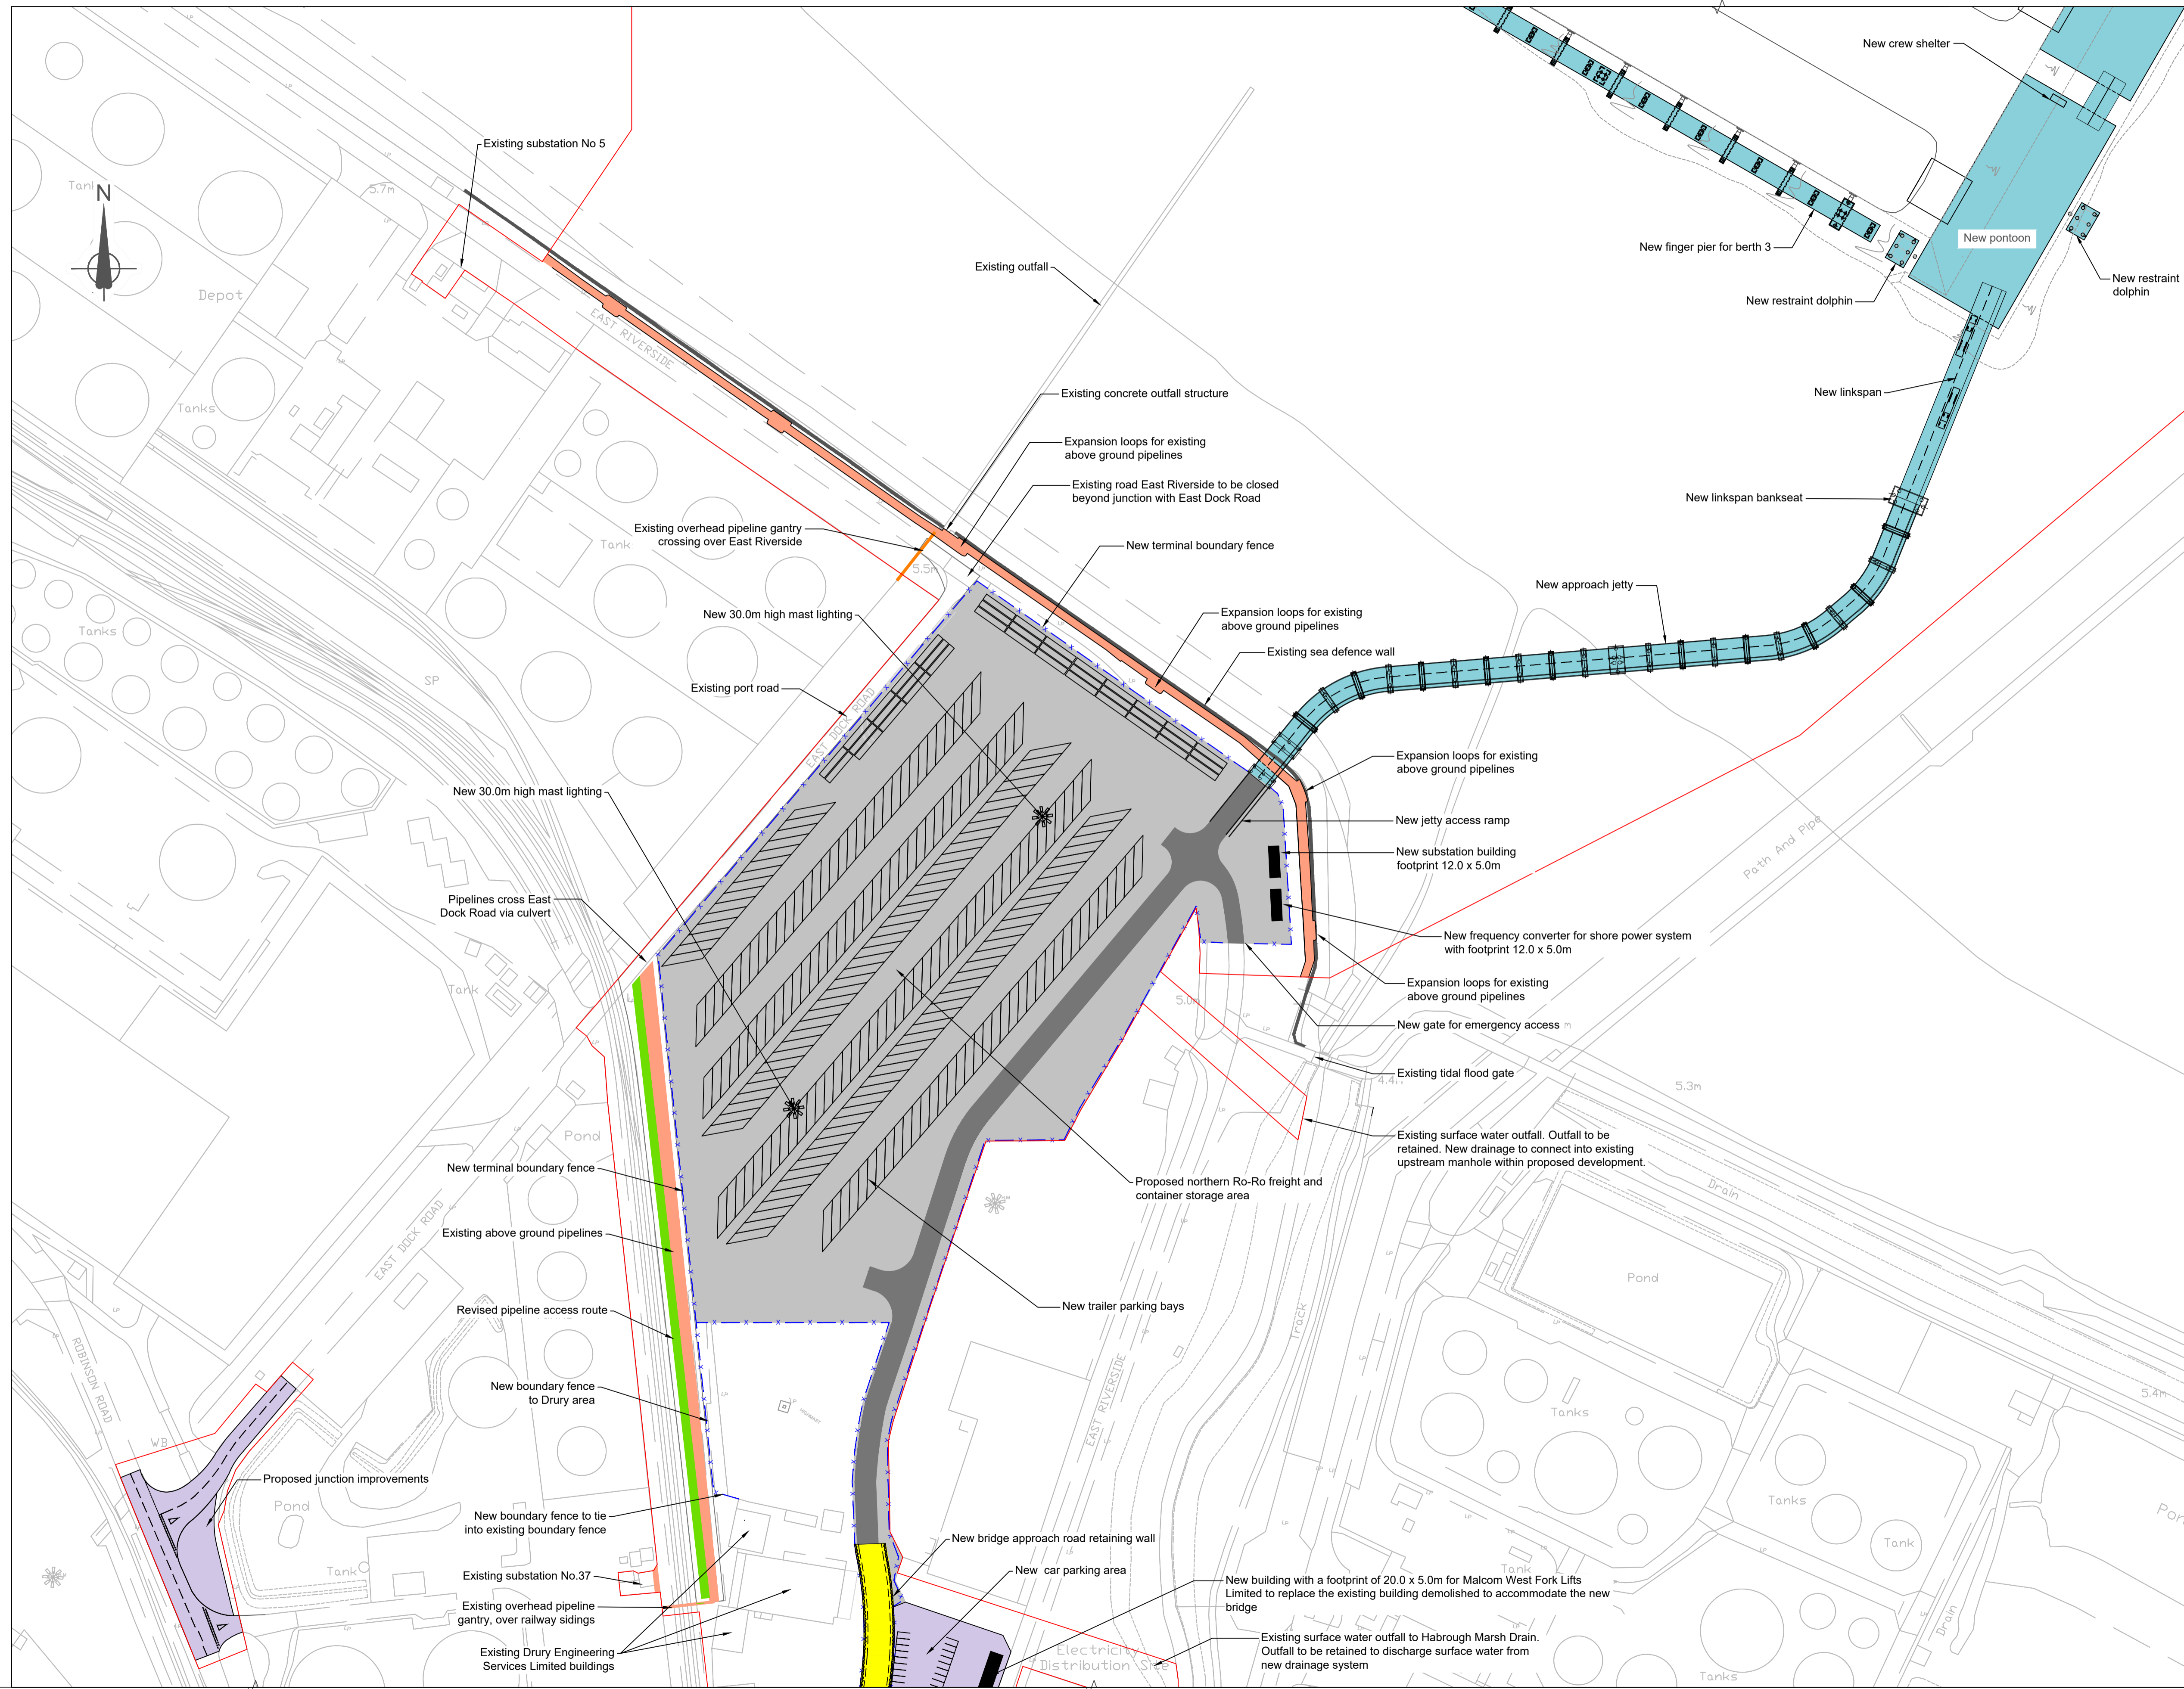 New crew shelter
Existing substation No 5
Tanl
N
5.7m
New pontoon
New finger pier for berth 3
Existing outfall
New restraint
dolphin
New restraint dolphin
Depot
EAST RIVERSIDE
New linkspan
Existing concrete outfall structure
Tanks
Expansion loops for existing
above ground pipelines
Existing road East Riverside to be closed
beyond junction with East Dock Road
New linkspan bankseat
Existing overhead pipeline gantry
crossing over East Riverside
Tank
New terminal boundary fence
5.5m
New approach jetty
New 30.0m high mast lighting
Expansion loops for existing
above ground pipelines
Tanks
Existing sea defence wall
SP
Existing port road
EAST DOCK ROAD
Expansion loops for existing
above ground pipelines
New 30.0m high mast lighting
New jetty access ramp
New substation building
footprint 12.0 x 5.0m
Path And Pipe
Pipelines cross East
Dock Road via culvert
New frequency converter for shore power system
with footprint 12.0 x 5.0m
Tank
Expansion loops for existing
above ground pipelines
5.0m
New gate for emergency access
m
Existing tidal flood gate
4.4m
5.3m
Pond
Existing surface water outfall. Outfall to be
retained. New drainage to connect into existing
upstream manhole within proposed development.
New terminal boundary fence
Proposed northern Ro-Ro freight and
container storage area
Drain
Existing above ground pipelines
EAST DOCK ROAD
Pond
Revised pipeline access route
New trailer parking bays
Track
ROBINSON ROAD
New boundary fence
to Drury area
EAST RIVERSIDE
5.4m
Tanks
WB
Proposed junction improvements
Pond
Tanks
Pon
New boundary fence to tie
into existing boundary fence
New bridge approach road retaining wall
Tank
Tank
Tank
Existing substation No.37
New car parking area
New building with a footprint of 20.0 x 5.0m for Malcom West Fork Lifts
Limited to replace the existing building demolished to accommodate the new
bridge
Existing overhead pipeline
gantry, over railway sidings
Drain
Existing Drury Engineering
Services Limited buildings
Electricity
Distribution Site
Existing surface water outfall to Habrough Marsh Drain.
Outfall to be retained to discharge surface water from
new drainage system
Tanks